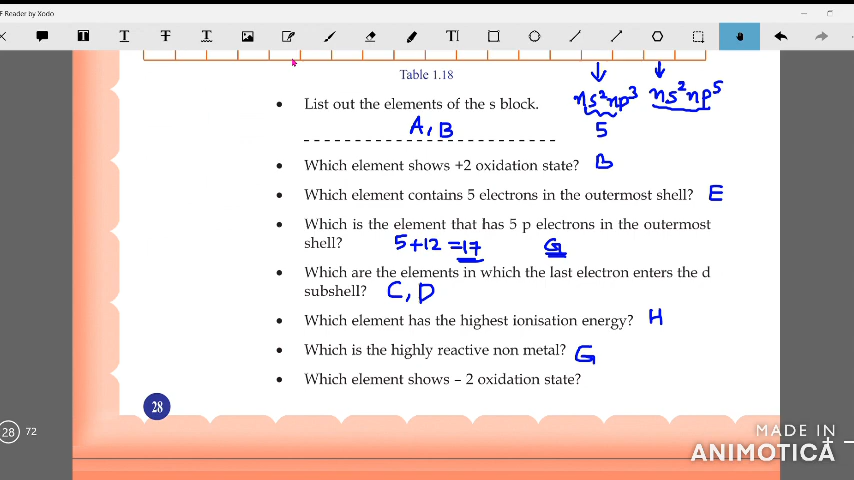 F Reader by Xodo
T T T T TI
Table 1.18
ns²np³ ns²np⁵
5
• List out the elements of the s block.
A, B
• Which element shows +2 oxidation state? B
• Which element contains 5 electrons in the outermost shell? E
• Which is the element that has 5 p electrons in the outermost
shell? 5+12 =17 G
• Which are the elements in which the last electron enters the d
subshell? C, D
• Which element has the highest ionisation energy? H
• Which is the highly reactive non metal? G
• Which element shows – 2 oxidation state?
28
28 72
MADE IN
ANIMOTICA